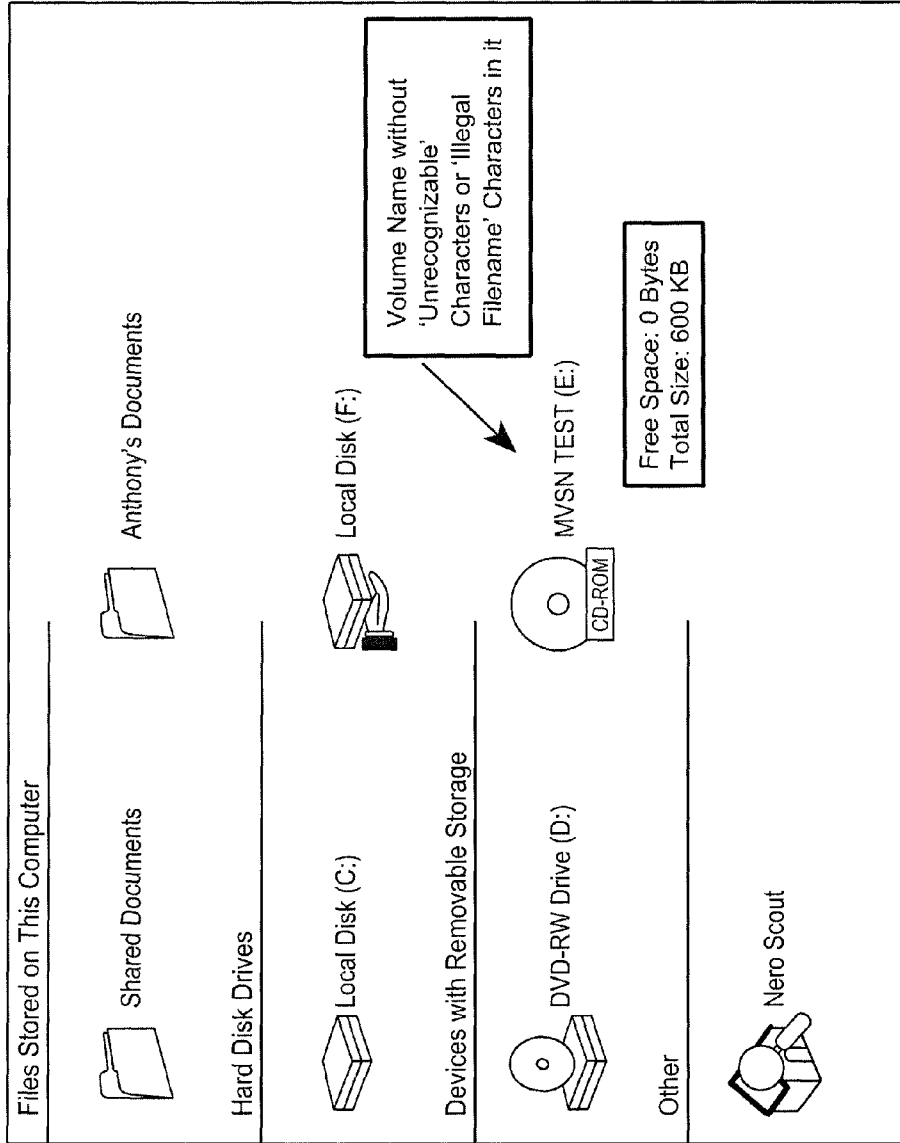 Files Stored on This Computer
Shared Documents
Anthony's Documents
Hard Disk Drives
Local Disk (C:)
Local Disk (F:)
Volume Name without
'Unrecognizable'
Characters or 'Illegal
Filename' Characters in it
Devices with Removable Storage
DVD-RW Drive (D:)
CD-ROM
MVSN TEST (E:)
Free Space: 0 Bytes
Total Size: 600 KB
Other
Nero Scout